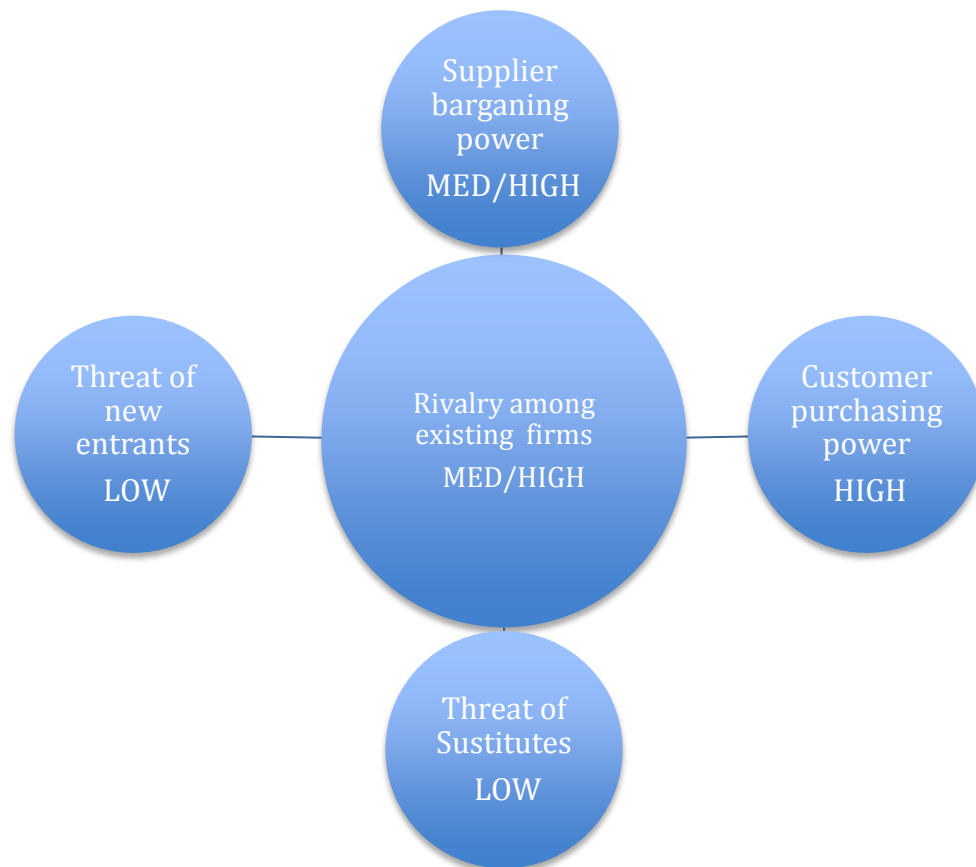 Supplier
barganing
power
MED/HIGH
Threat of
new
entrants
LOW
Rivalry among
existing firms
MED/HIGH
Customer
purchasing
power
HIGH
Threat of
Sustitutes
LOW